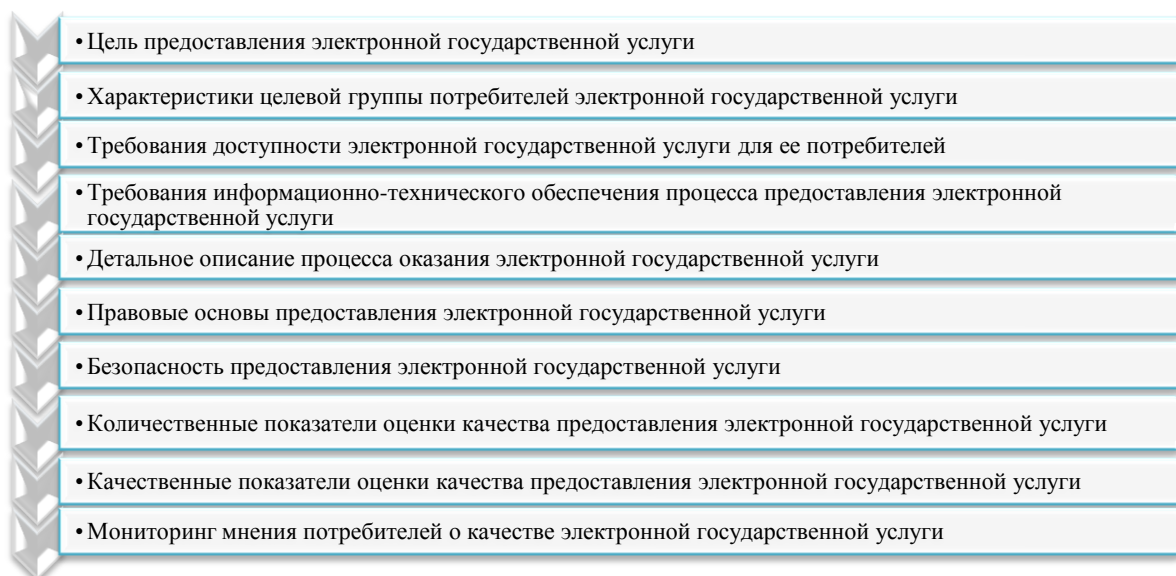 • Цель предоставления электронной государственной услуги
• Характеристики целевой группы потребителей электронной государственной услуги
• Требования доступности электронной государственной услуги для ее потребителей
• Требования информационно-технического обеспечения процесса предоставления электронной
государственной услуги
• Детальное описание процесса оказания электронной государственной услуги
• Правовые основы предоставления электронной государственной услуги
• Безопасность предоставления электронной государственной услуги
• Количественные показатели оценки качества предоставления электронной государственной услуги
• Качественные показатели оценки качества предоставления электронной государственной услуги
• Мониторинг мнения потребителей о качестве электронной государственной услуги